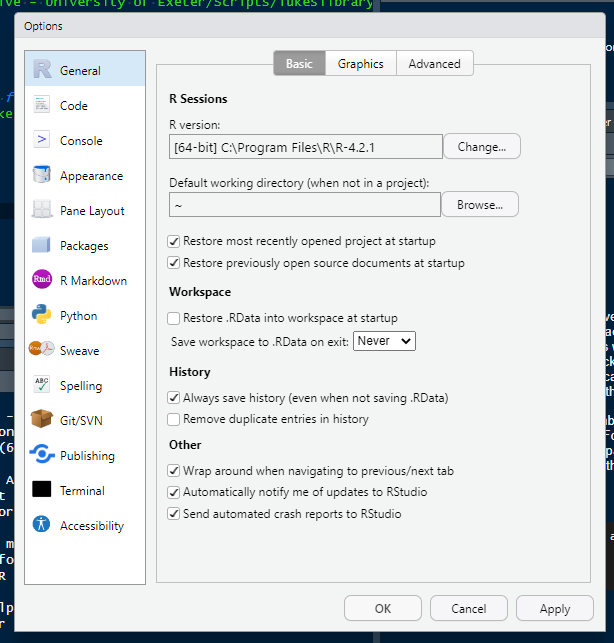 ve - University of Exeter/Scripts/Tukeslibrary
Options
General
Code
Console
Appearance
Pane Layout
Packages
Rmd
R Markdown
Python
Sweave
ABC
Spelling
Git/SVN
Publishing
Terminal
Accessibility
Basic
Graphics
Advanced
R Sessions
R version:
[64-bit] C:\Program Files\R\R-4.2.1
Change...
Default working directory (when not in a project):
~
Browse...
Restore most recently opened project at startup
Restore previously open source documents at startup
Workspace
Restore .RData into workspace at startup
Save workspace to .RData on exit:
Never
History
Always save history (even when not saving .RData)
Remove duplicate entries in history
Other
Wrap around when navigating to previous/next tab
Automatically notify me of updates to RStudio
Send automated crash reports to RStudio
OK
Cancel
Apply